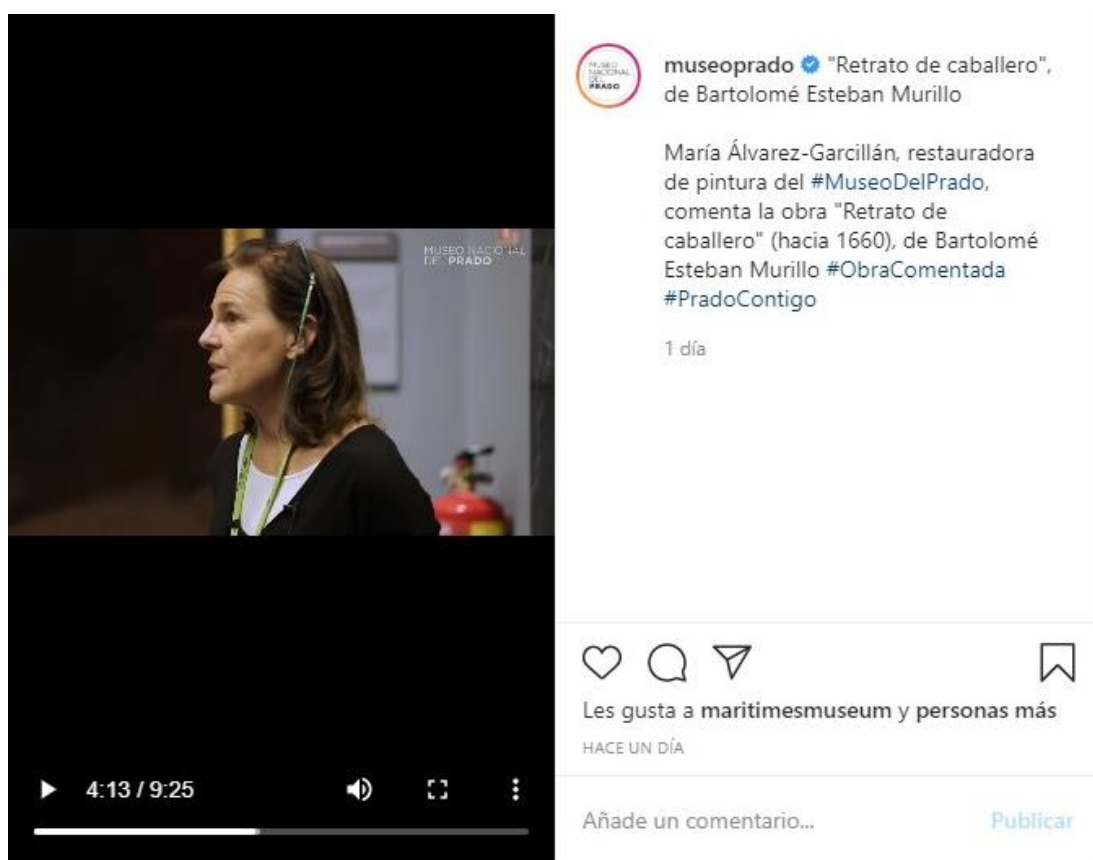 MUSEO NACIONAL
DEL PRADO
4:13 / 9:25
MUSEO
NACIONAL
DEL
PRADO
museoprado "Retrato de caballero",
de Bartolomé Esteban Murillo
María Álvarez-Garcillán, restauradora
de pintura del #MuseoDelPrado,
comenta la obra "Retrato de
caballero" (hacia 1660), de Bartolomé
Esteban Murillo #ObraComentada
#PradoContigo
1 día
Les gusta a maritimesmuseum y personas más
HACE UN DÍA
Añade un comentario...
Publicar